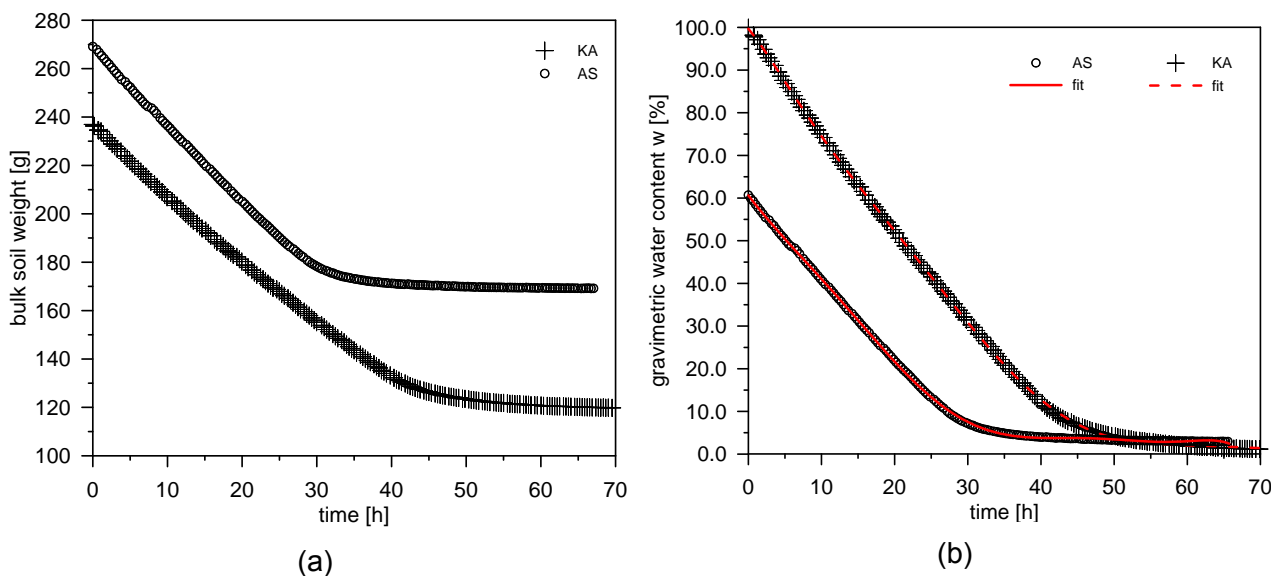 280
260
240
220
200
180
160
140
120
100
bulk soil weight [g]
KA
AS
0 10 20 30 40 50 60 70
time [h]
(a)
100.0
90.0
80.0
70.0
60.0
50.0
40.0
30.0
20.0
10.0
0.0
gravimetric water content w [%]
AS KA
fit fit
0 10 20 30 40 50 60 70
time [h]
(b)